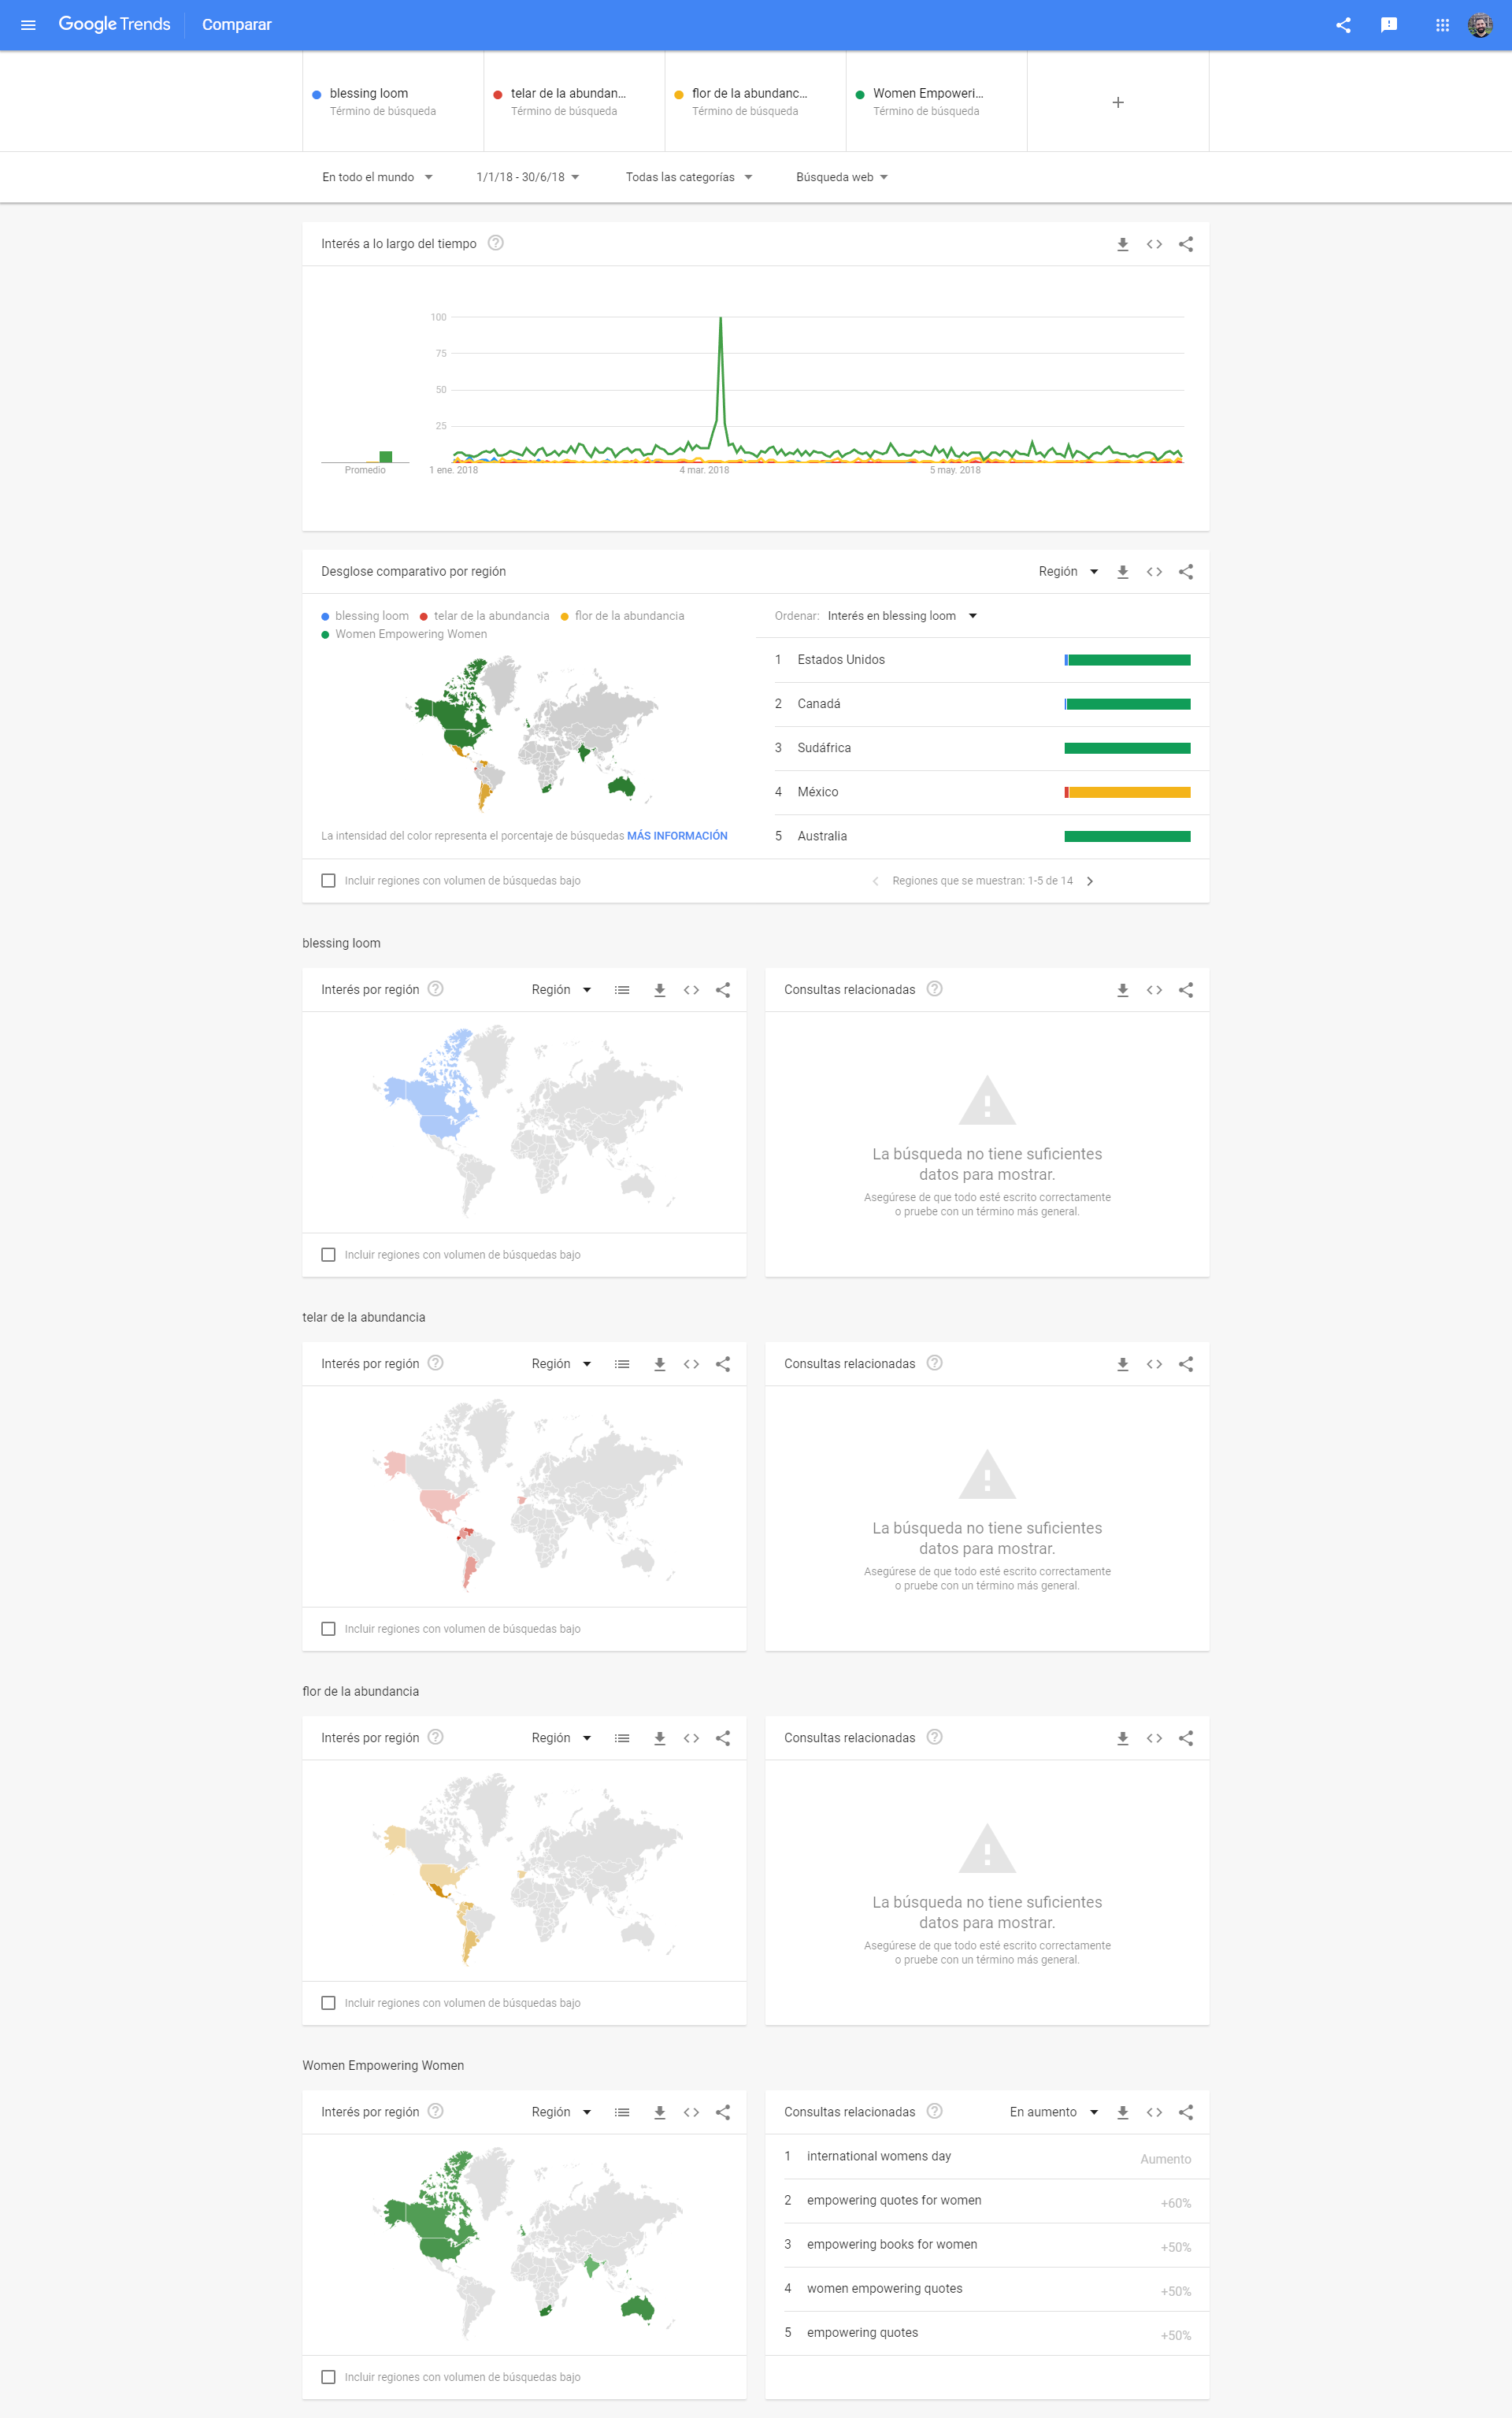 Google Trends Comparar
blessing loom
Término de búsqueda
telar de la abundan...
Término de búsqueda
flor de la abundanc...
Término de búsqueda
Women Empoweri...
Término de búsqueda
En todo el mundo
1/1/18 - 30/6/18
Todas las categorías
Búsqueda web
Interés a lo largo del tiempo
100
75
50
25
Promedio
1 ene. 2018
4 mar. 2018
5 may. 2018
Desglose comparativo por región
Región
blessing loom
telar de la abundancia
flor de la abundancia
Women Empowering Women
Ordenar: Interés en blessing loom
1 Estados Unidos
2 Canadá
3 Sudáfrica
4 México
5 Australia
La intensidad del color representa el porcentaje de búsquedas MÁS INFORMACIÓN
Incluir regiones con volumen de búsquedas bajo
Regiones que se muestran: 1-5 de 14
blessing loom
Interés por región
Región
Incluir regiones con volumen de búsquedas bajo
Consultas relacionadas
La búsqueda no tiene suficientes
datos para mostrar.
Asegúrese de que todo esté escrito correctamente
o pruebe con un término más general.
telar de la abundancia
Interés por región
Región
Incluir regiones con volumen de búsquedas bajo
Consultas relacionadas
La búsqueda no tiene suficientes
datos para mostrar.
Asegúrese de que todo esté escrito correctamente
o pruebe con un término más general.
flor de la abundancia
Interés por región
Región
Incluir regiones con volumen de búsquedas bajo
Consultas relacionadas
La búsqueda no tiene suficientes
datos para mostrar.
Asegúrese de que todo esté escrito correctamente
o pruebe con un término más general.
Women Empowering Women
Interés por región
Región
Incluir regiones con volumen de búsquedas bajo
Consultas relacionadas
En aumento
1 international womens day Aumento
2 empowering quotes for women +60%
3 empowering books for women +50%
4 women empowering quotes +50%
5 empowering quotes +50%